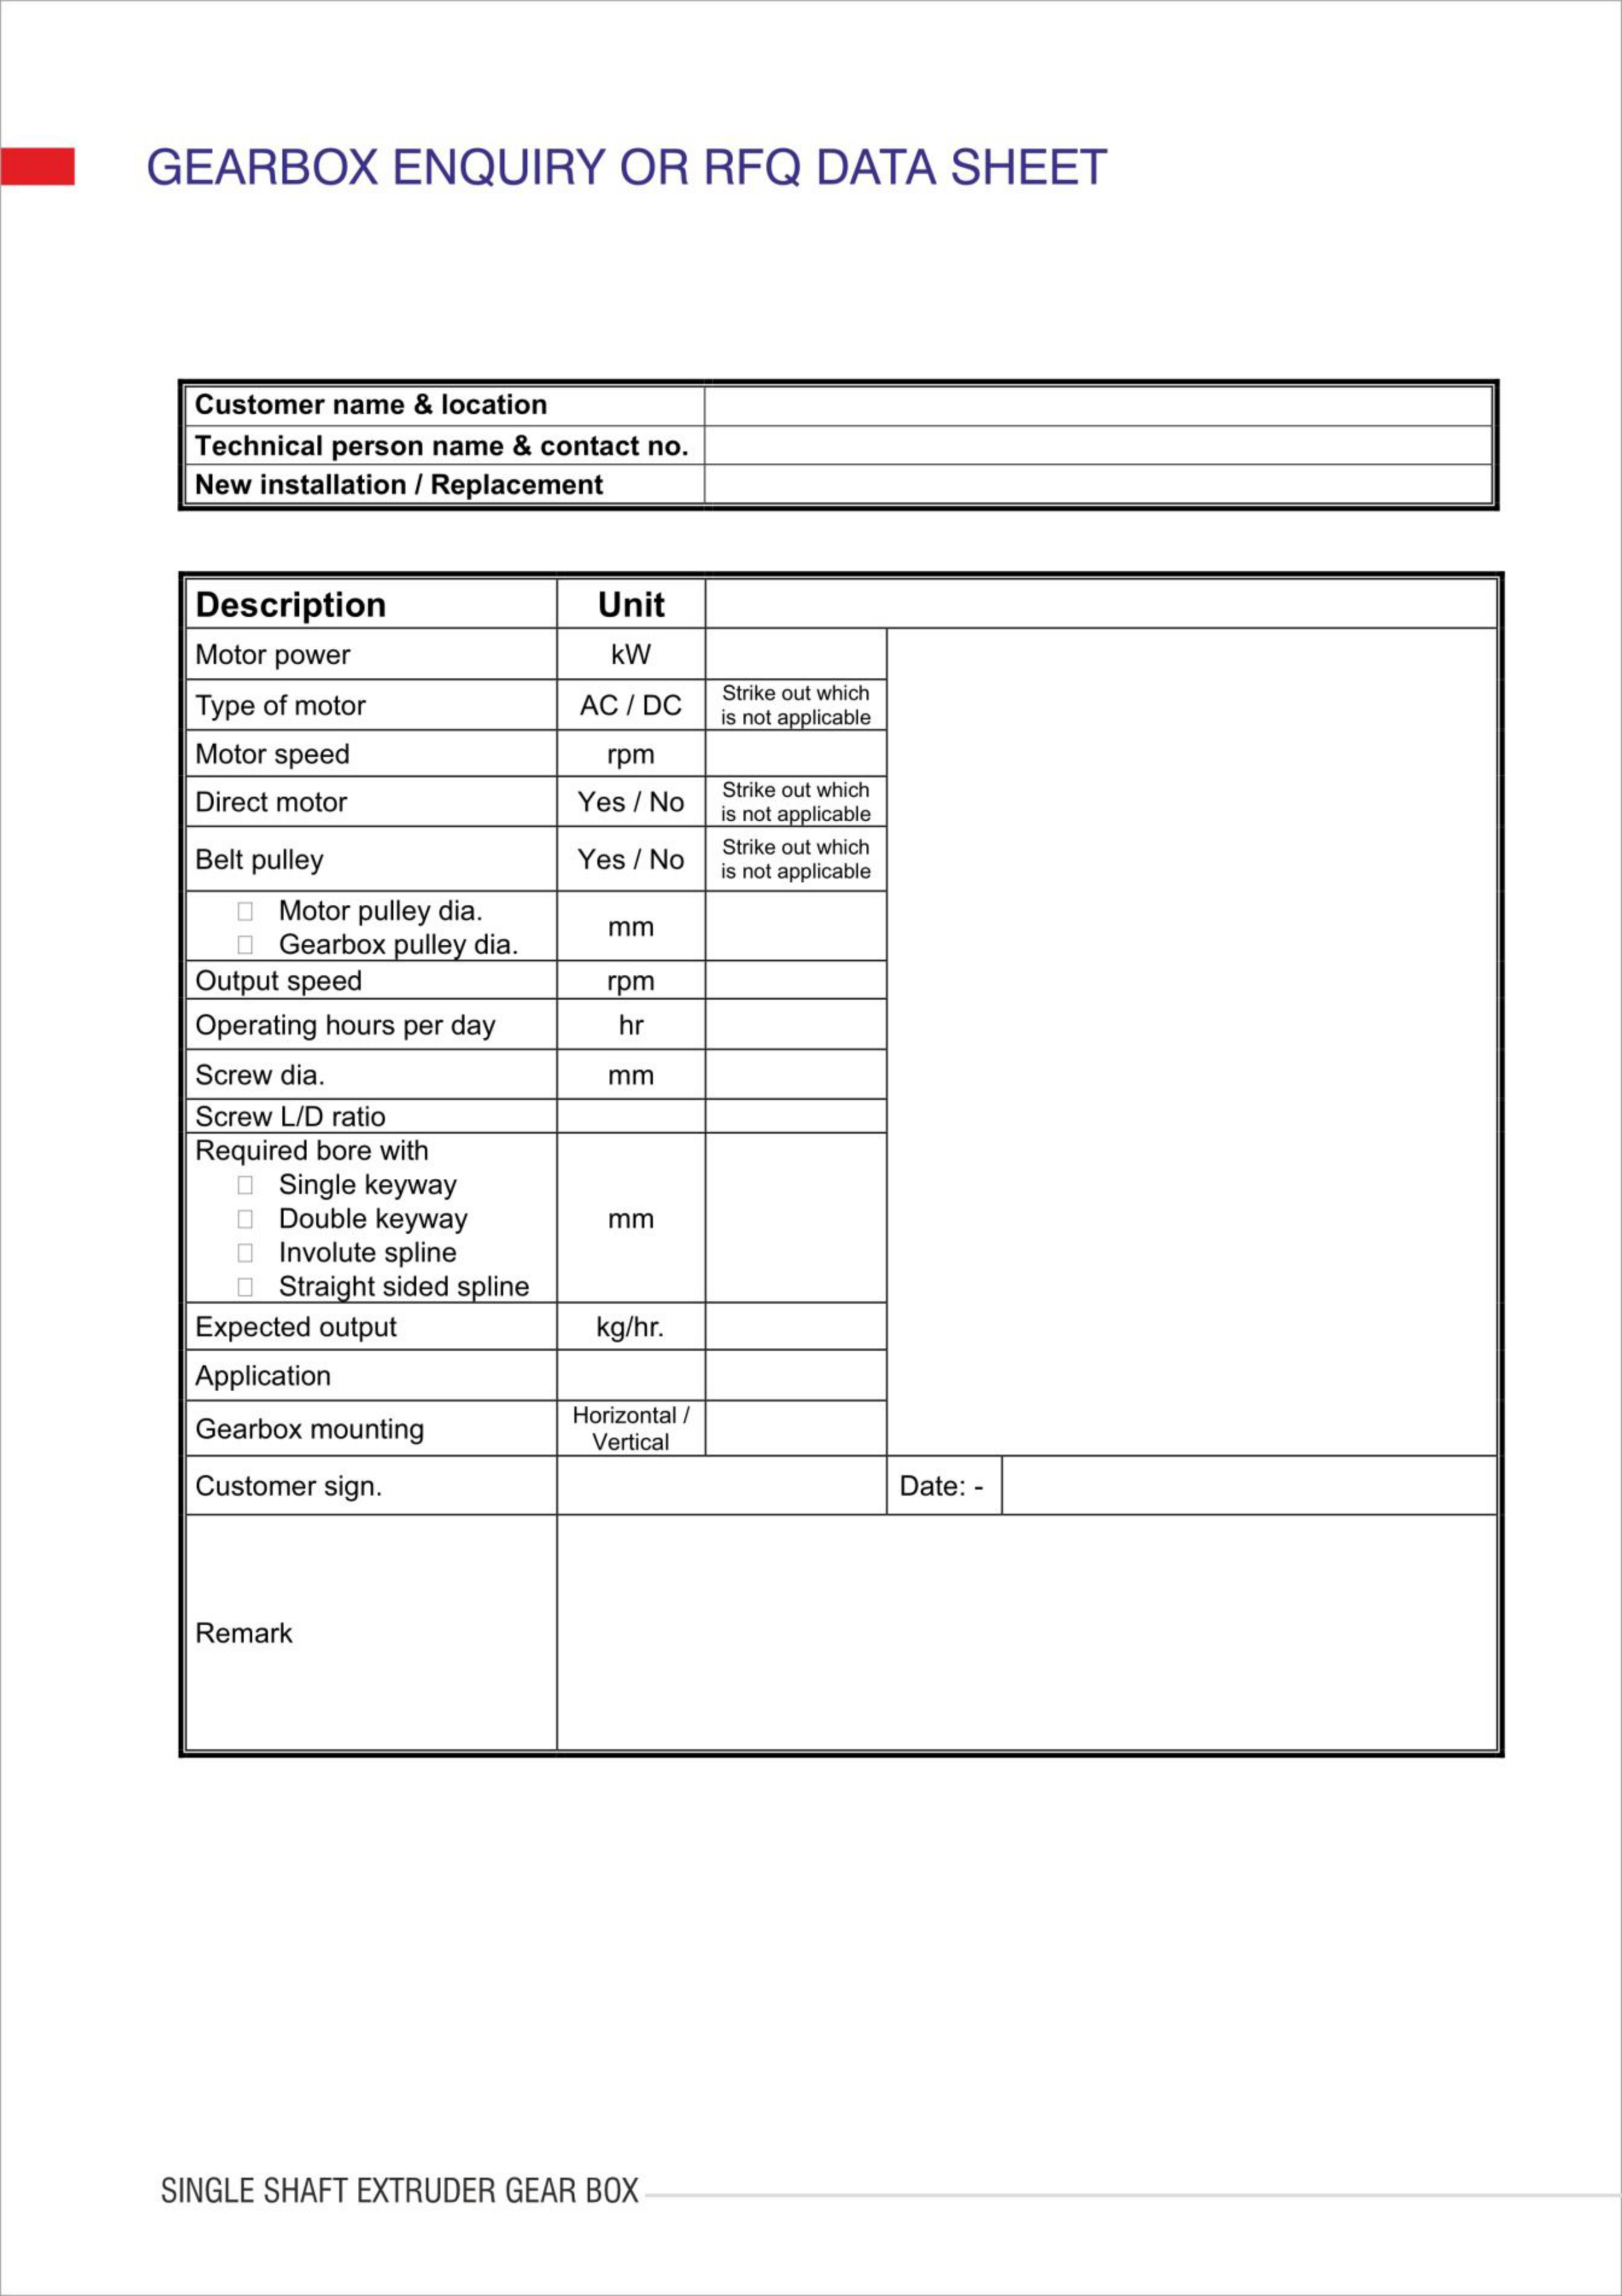 GEARBOX ENQUIRY OR RFQ DATA SHEET
Customer name & location
Technical person name & contact no.
New installation / Replacement
Description Unit
Motor power kW
Type of motor AC / DC Strike out which
is not applicable
Motor speed rpm
Direct motor Yes / No Strike out which
is not applicable
Belt pulley Yes / No Strike out which
is not applicable
Motor pulley dia.
Gearbox pulley dia.
mm
Output speed rpm
Operating hours per day hr
Screw dia. mm
Screw L/D ratio
Required bore with
Single keyway
Double keyway
Involute spline
Straight sided spline
mm
Expected output kg/hr.
Application
Gearbox mounting Horizontal /
Vertical
Customer sign. Date: -
Remark
SINGLE SHAFT EXTRUDER GEAR BOX